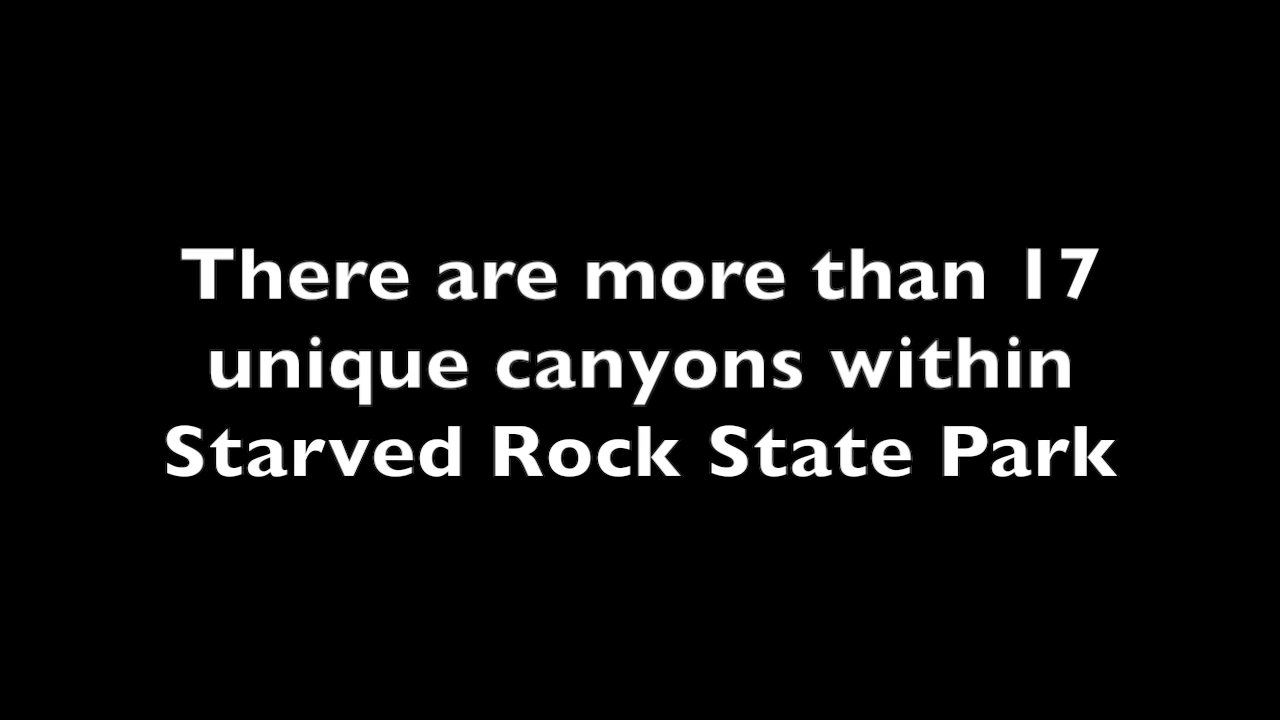 There are more than 17
unique canyons within
Starved Rock State Park